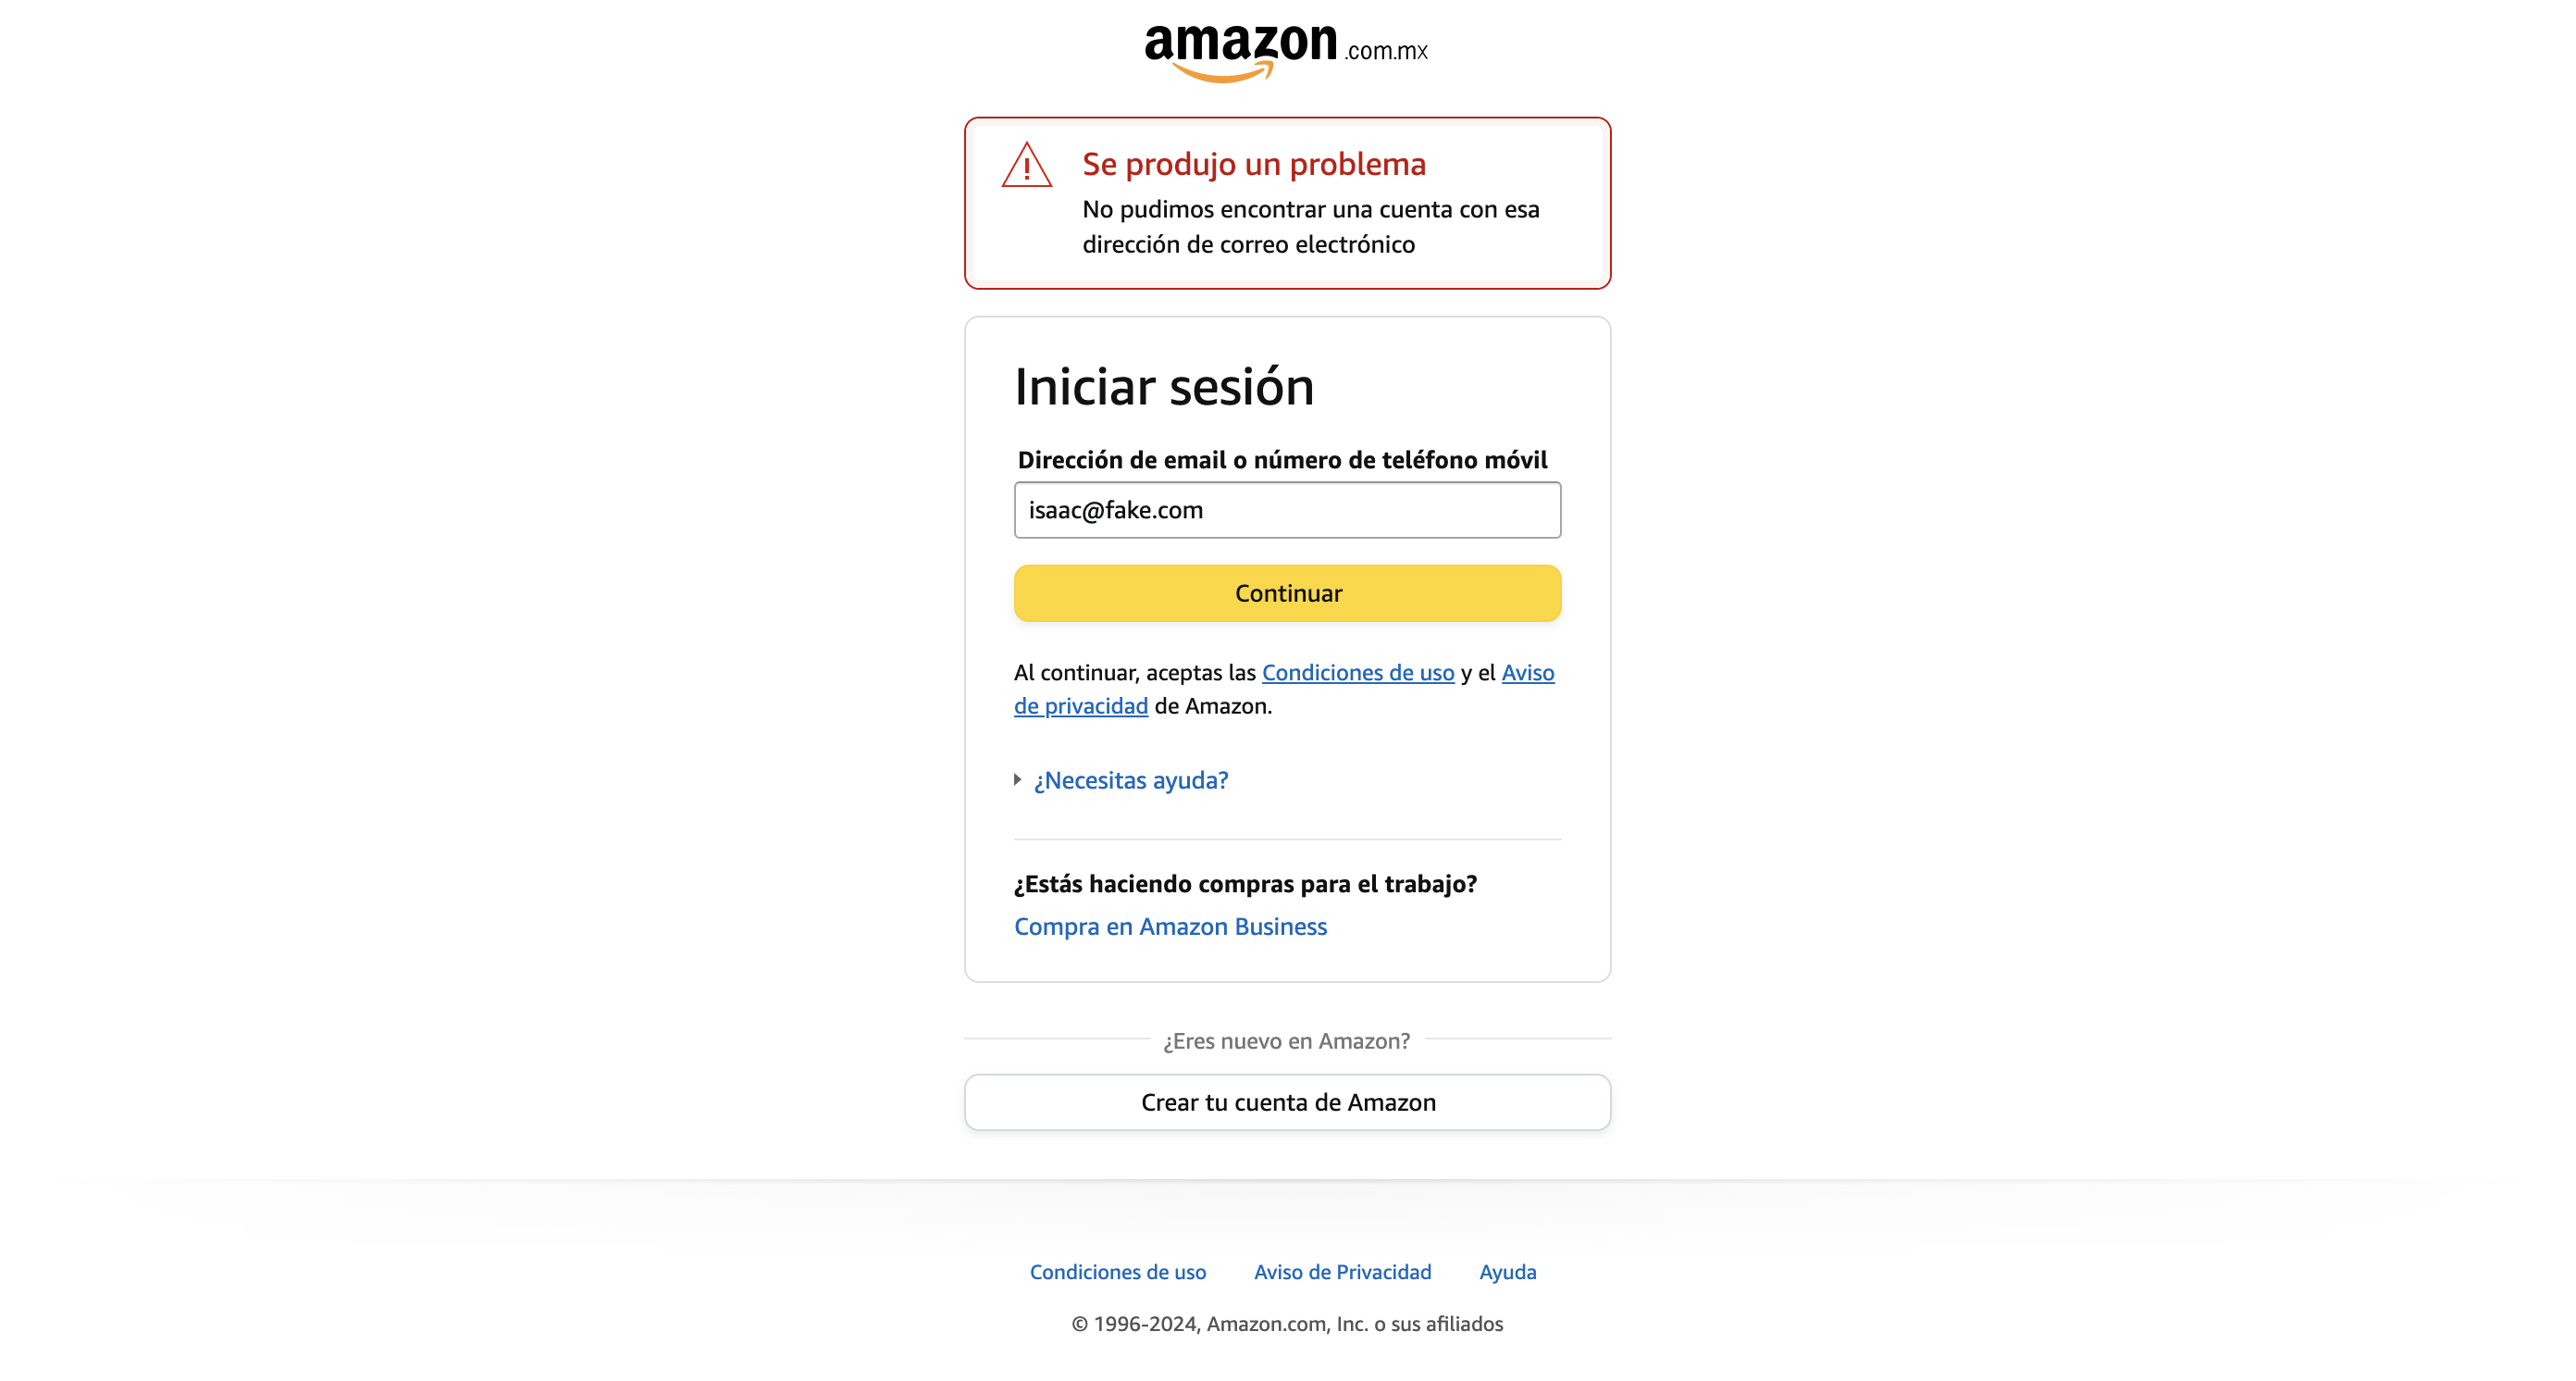 amazon.com.mx
Se produjo un problema
No pudimos encontrar una cuenta con esa
dirección de correo electrónico
Iniciar sesión
Dirección de email o número de teléfono móvil
isaac@fake.com
Continuar
Al continuar, aceptas las Condiciones de uso y el Aviso
de privacidad de Amazon.
¿Necesitas ayuda?
¿Estás haciendo compras para el trabajo?
Compra en Amazon Business
¿Eres nuevo en Amazon?
Crear tu cuenta de Amazon
Condiciones de uso Aviso de Privacidad Ayuda
© 1996-2024, Amazon.com, Inc. o sus afiliados